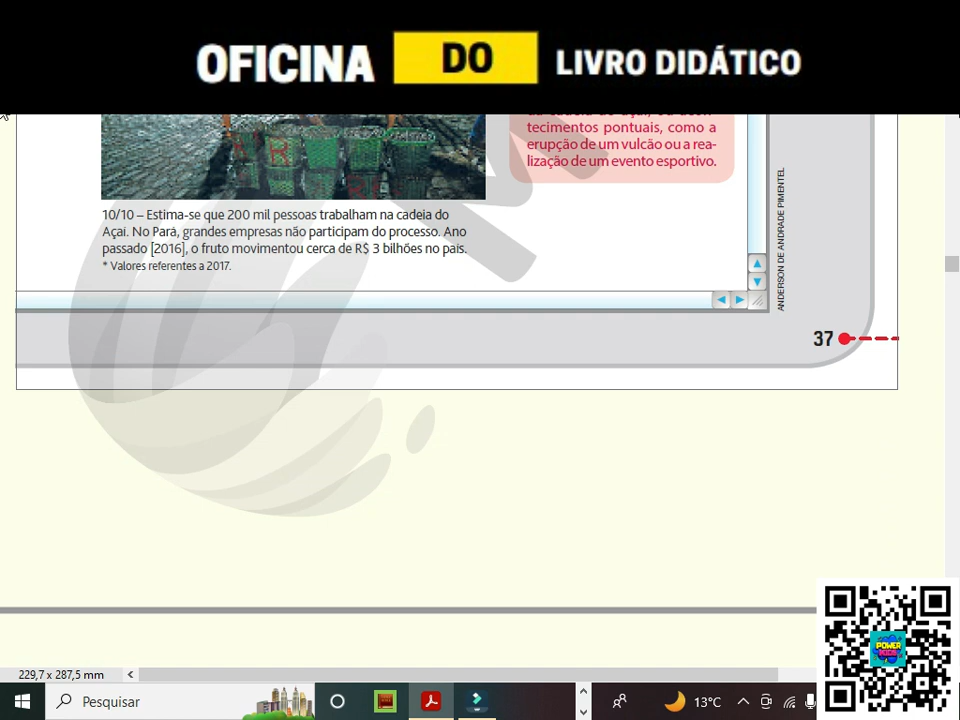 OFICINA DO LIVRO DIDÁTICO
tecimentos pontuais, como a
erupção de um vulcão ou a rea-
lização de um evento esportivo.
10/10 – Estima-se que 200 mil pessoas trabalham na cadeia do
Açaí. No Pará, grandes empresas não participam do processo. Ano
passado [2016], o fruto movimentou cerca de R$ 3 bilhões no país.
* Valores referentes a 2017.
ANDERSON DE ANDRADE PIMENTEL
37
POWER
229,7 x 287,5 mm
Pesquisar
13°C